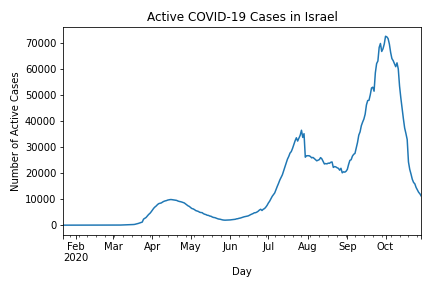 Active COVID-19 Cases in Israel
Number of Active Cases
70000
60000
50000
40000
30000
20000
10000
0
Feb Mar Apr May Jun Jul Aug Sep Oct
2020
Day